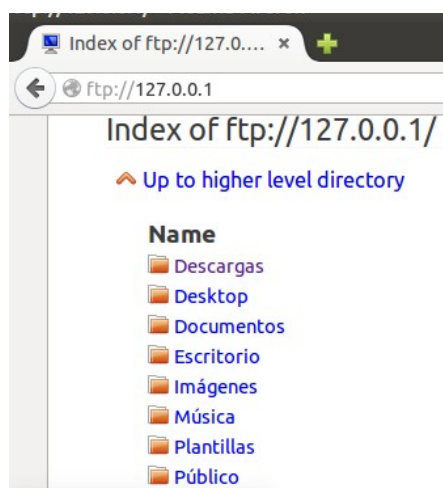 Index of ftp://127.0.... ×
ftp://127.0.0.1
Index of ftp://127.0.0.1/
Up to higher level directory
Name
Descargas
Desktop
Documentos
Escritorio
Imágenes
Música
Plantillas
Público